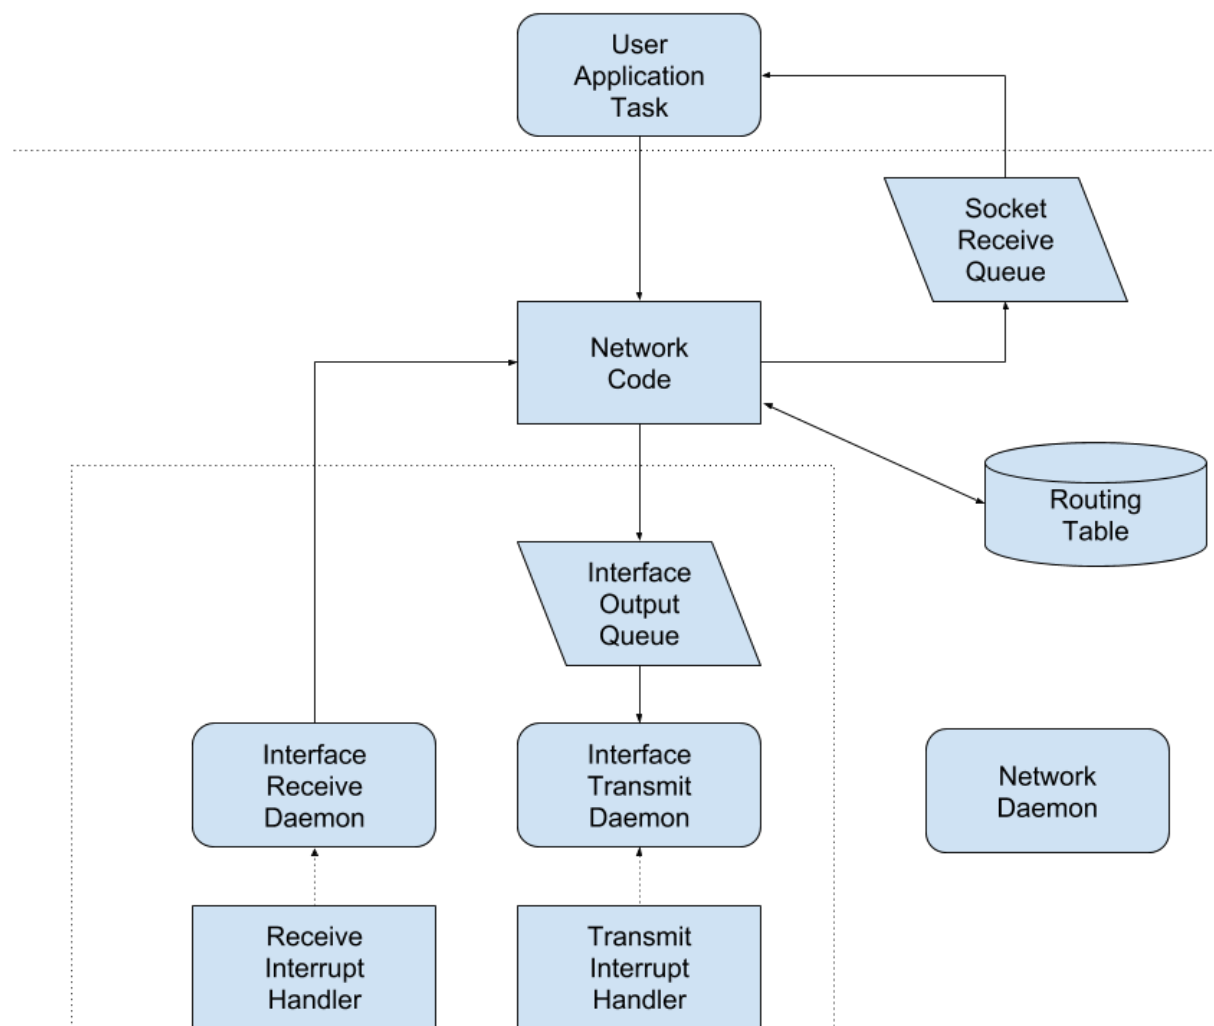 User
Application
Task
Socket
Receive
Queue
Network
Code
Routing
Table
Interface
Output
Queue
Interface
Receive
Daemon
Interface
Transmit
Daemon
Network
Daemon
Receive
Interrupt
Handler
Transmit
Interrupt
Handler